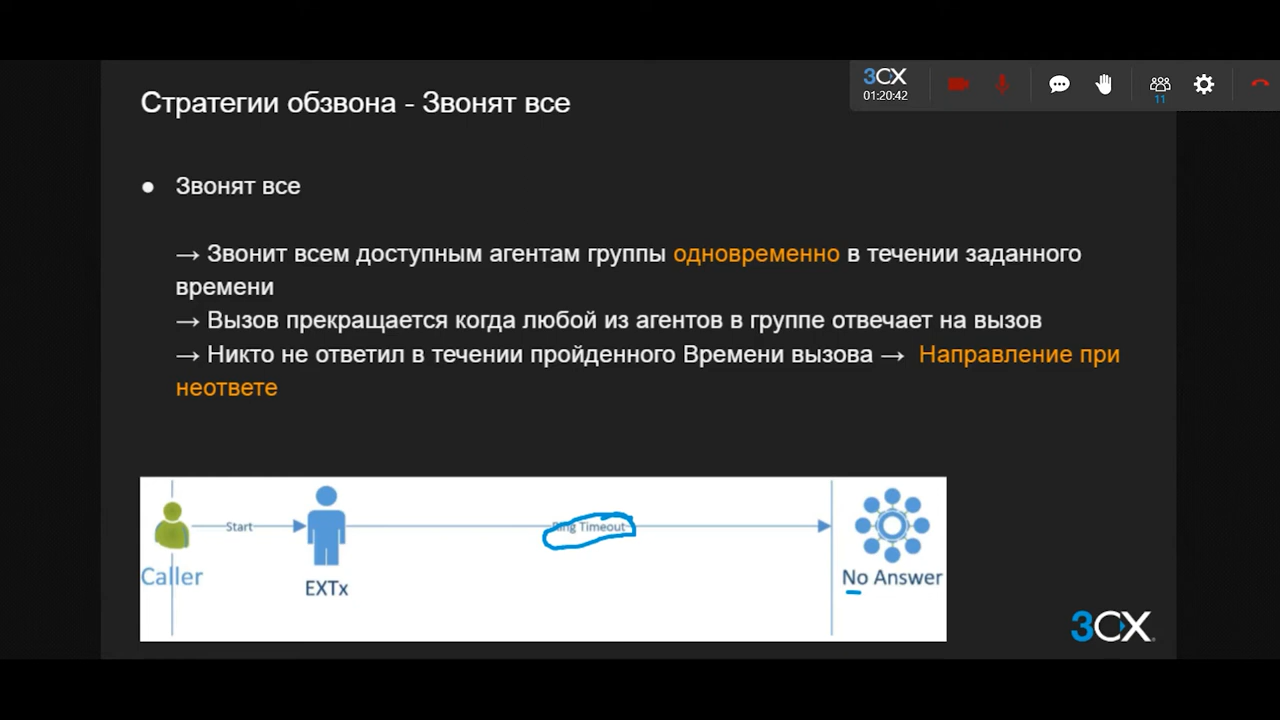 3CX
01:20:42
11
Стратегии обзвона - Звонят все
● Звонят все
→ Звонит всем доступным агентам группы одновременно в течении заданного
времени
→ Вызов прекращается когда любой из агентов в группе отвечает на вызов
→ Никто не ответил в течении пройденного Времени вызова → Направление при
неответе
Start
Ring Timeout
Caller
EXTx
No Answer
3CX